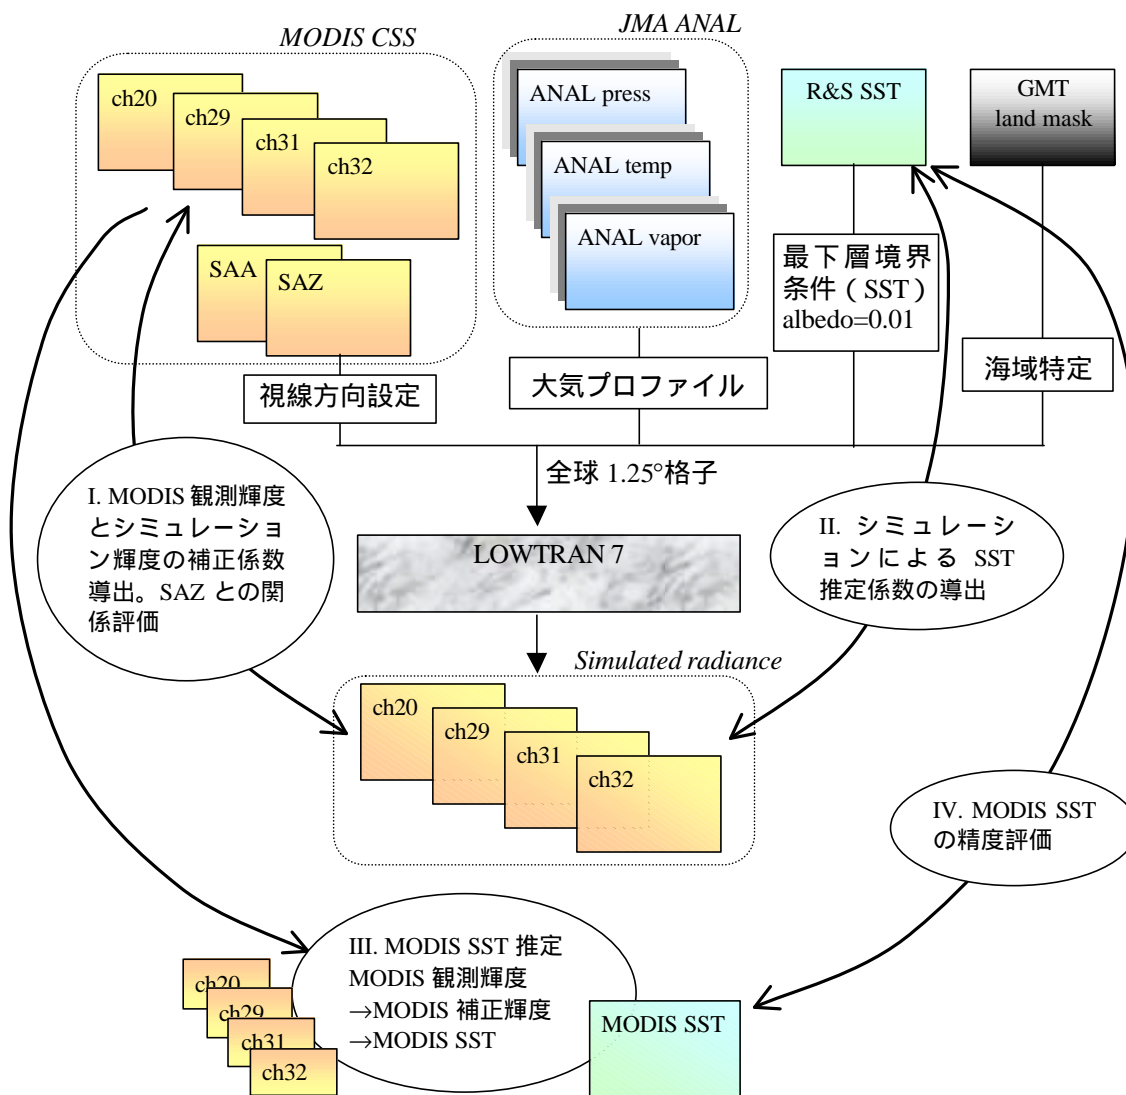 MODIS CSS
JMA ANAL
ch20
ch29
ch31
ch32
SAA
SAZ
ANAL press
ANAL temp
ANAL vapor
R&S SST
GMT
land mask
最下層境界
条件（SST）
albedo=0.01
視線方向設定
大気プロファイル
海域特定
全球 1.25°格子
I. MODIS 観測輝度
とシミュレーショ
ン輝度の補正係数
導出。SAZ との関
係評価
LOWTRAN 7
II. シミュレーシ
ョンによる SST
推定係数の導出
Simulated radiance
ch20
ch29
ch31
ch32
IV. MODIS SST
の精度評価
III. MODIS SST 推定
MODIS 観測輝度
→MODIS 補正輝度
→MODIS SST
ch20
ch29
ch31
ch32
MODIS SST